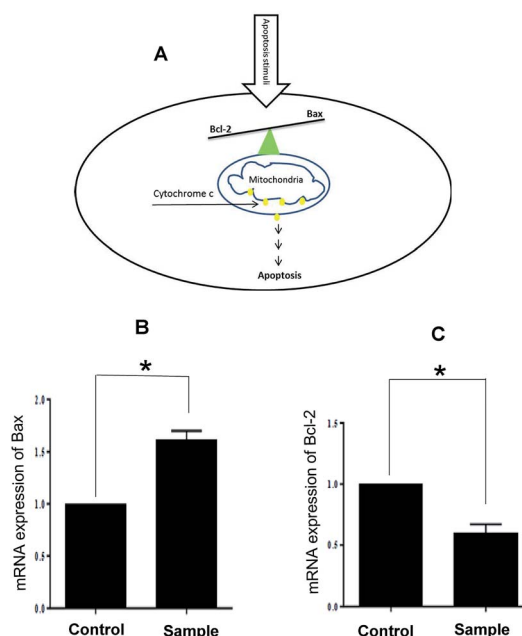 A
Apoptosis stimuli
Bax
Bcl-2
Mitochondria
Cytochrome c
Apoptosis
B
*
mRNA expression of Bax
2.0
1.5
1.0
0.5
0.0
Control
Sample
C
*
mRNA expression of Bcl-2
1.5
1.0
0.5
0.0
Control
Sample